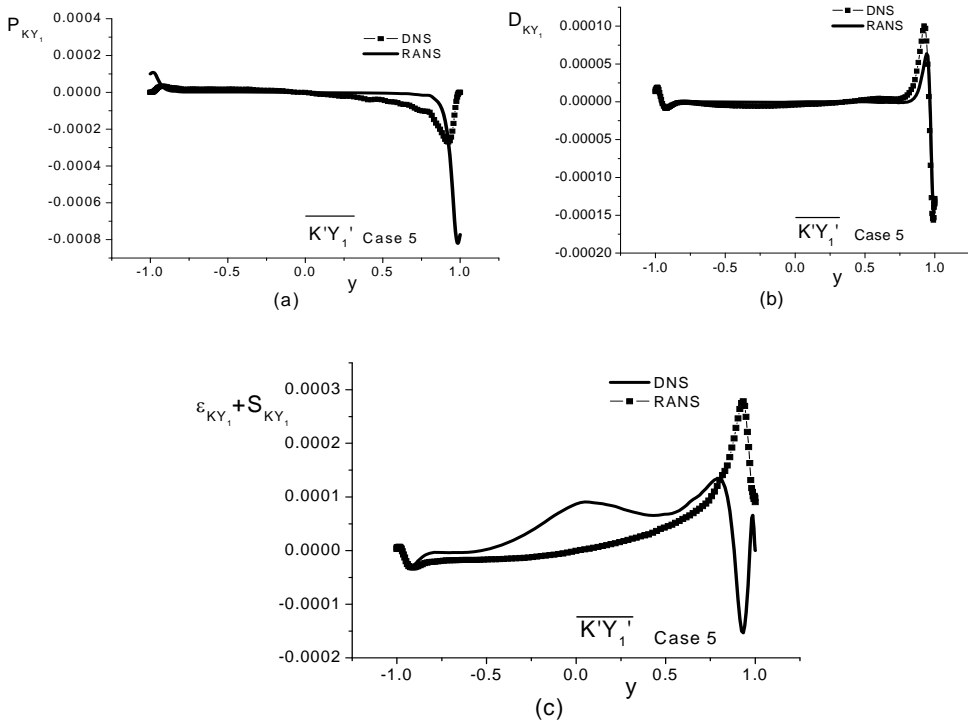 P_KY₁
0.0004
0.0002
0.0000
-0.0002
-0.0004
-0.0006
-0.0008
DNS
RANS
K'Y₁' Case 5
-1.0 -0.5 0.0 0.5 1.0
y
(a)
D_KY₁
0.00010
0.00005
0.00000
-0.00005
-0.00010
-0.00015
-0.00020
DNS
RANS
K'Y₁' Case 5
-1.0 -0.5 0.0 0.5 1.0
y
(b)
ε_KY₁+S_KY₁
0.0003
0.0002
0.0001
0.0000
-0.0001
-0.0002
DNS
RANS
K'Y₁' Case 5
-1.0 -0.5 0.0 0.5 1.0
y
(c)